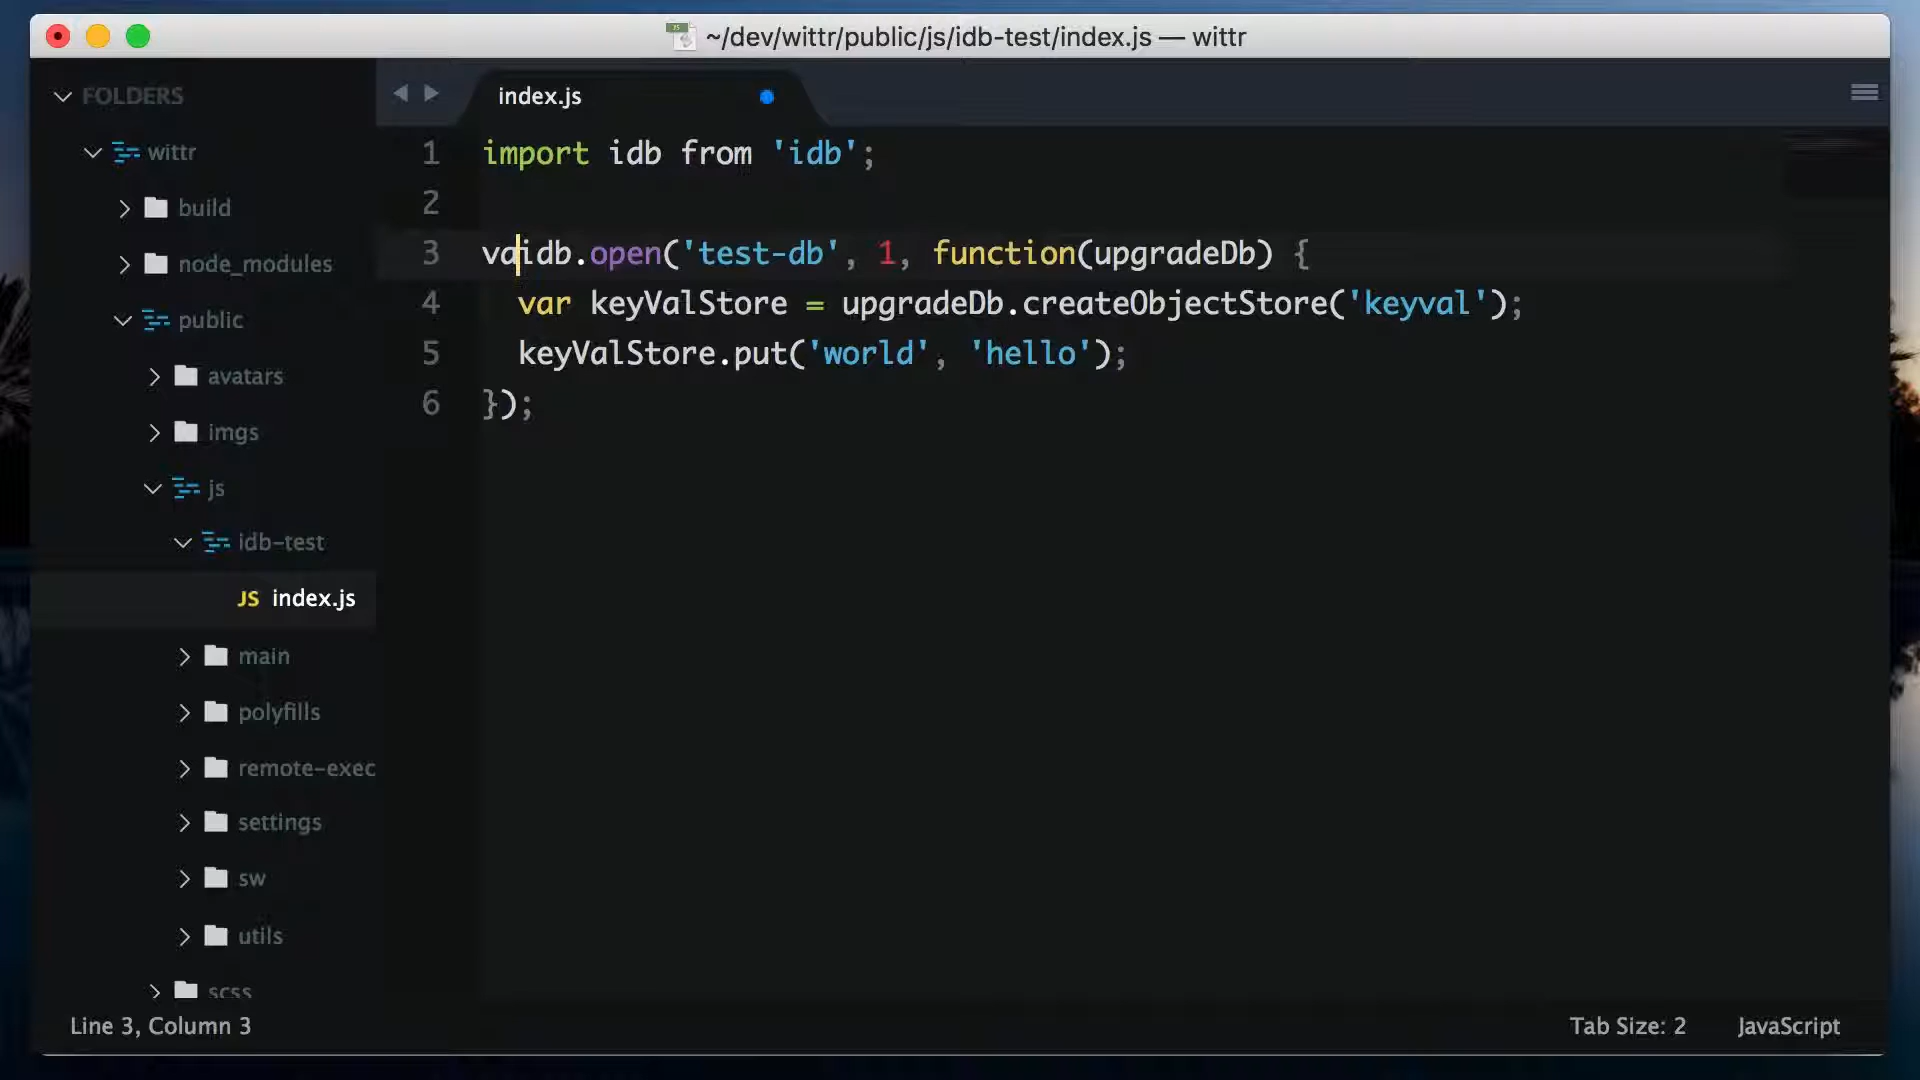 ~/dev/wittr/public/js/idb-test/index.js — wittr
FOLDERS
wittr
build
node_modules
public
avatars
imgs
js
idb-test
JS index.js
main
polyfills
remote-exec
settings
sw
utils
scss
index.js
1 import idb from 'idb';
2
3 vaidb.open('test-db', 1, function(upgradeDb) {
4 var keyValStore = upgradeDb.createObjectStore('keyval');
5 keyValStore.put('world', 'hello');
6 });
Line 3, Column 3
Tab Size: 2
JavaScript